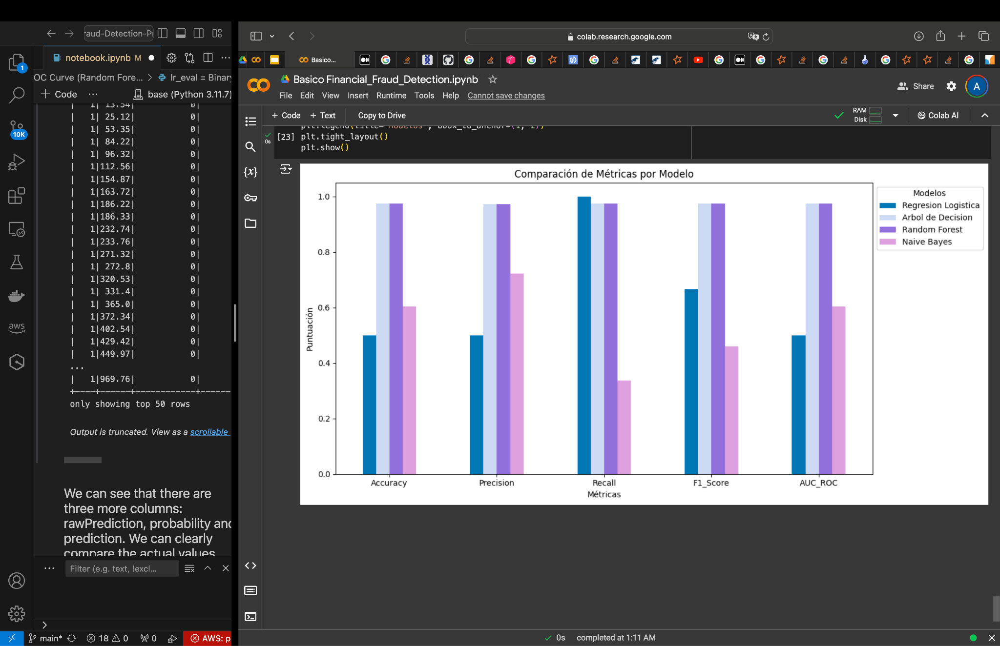 raud-Detection-P
notebook.ipynb M
1
OC Curve (Random Fore... > lr_eval = Binary
+ Code ... base (Python 3.11.7)
10K
aws
| 1| 13.54| 0|
| 1| 25.12| 0|
| 1| 53.35| 0|
| 1| 84.22| 0|
| 1| 96.32| 0|
| 1|112.56| 0|
| 1|154.87| 0|
| 1|163.72| 0|
| 1|186.22| 0|
| 1|186.33| 0|
| 1|232.74| 0|
| 1|233.76| 0|
| 1|271.32| 0|
| 1| 272.8| 0|
| 1|320.53| 0|
| 1| 331.4| 0|
| 1| 365.0| 0|
| 1|372.34| 0|
| 1|402.54| 0|
| 1|429.42| 0|
| 1|449.97| 0|
...
| 1|969.76| 0|
+----+------+------------+------
only showing top 50 rows
Output is truncated. View as a scrollable
We can see that there are
three more columns:
rawPrediction, probability and
prediction. We can clearly
compare the actual values
Filter (e.g. text, !excl...
main* 18 0 0 AWS: p
colab.research.google.com
Basico...
Basico Financial_Fraud_Detection.ipynb
File Edit View Insert Runtime Tools Help Cannot save changes
Share A
+ Code + Text Copy to Drive
RAM
Disk
Colab AI
{x}
plt.legend(title='Modelos', bbox_to_anchor=(1, 1))
0s
[23] plt.tight_layout()
plt.show()
Comparación de Métricas por Modelo
Modelos
Regresion Logistica
Arbol de Decision
Random Forest
Naive Bayes
Puntuación
1.0
0.8
0.6
0.4
0.2
0.0
Accuracy Precision Recall F1_Score AUC_ROC
Métricas
0s completed at 1:11 AM